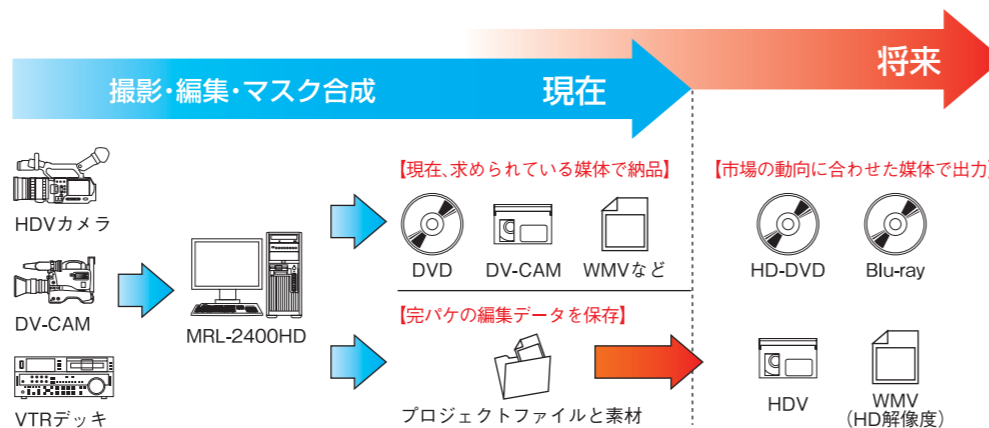 将来
撮影・編集・マスク合成
現在
【現在、求められている媒体で納品】
【市場の動向に合わせた媒体で出力】
HDVカメラ
DVD
DV-CAM
WMVなど
HD-DVD
Blu-ray
DV-CAM
MRL-2400HD
【完パケの編集データを保存】
VTRデッキ
プロジェクトファイルと素材
HDV
WMV
(HD解像度)